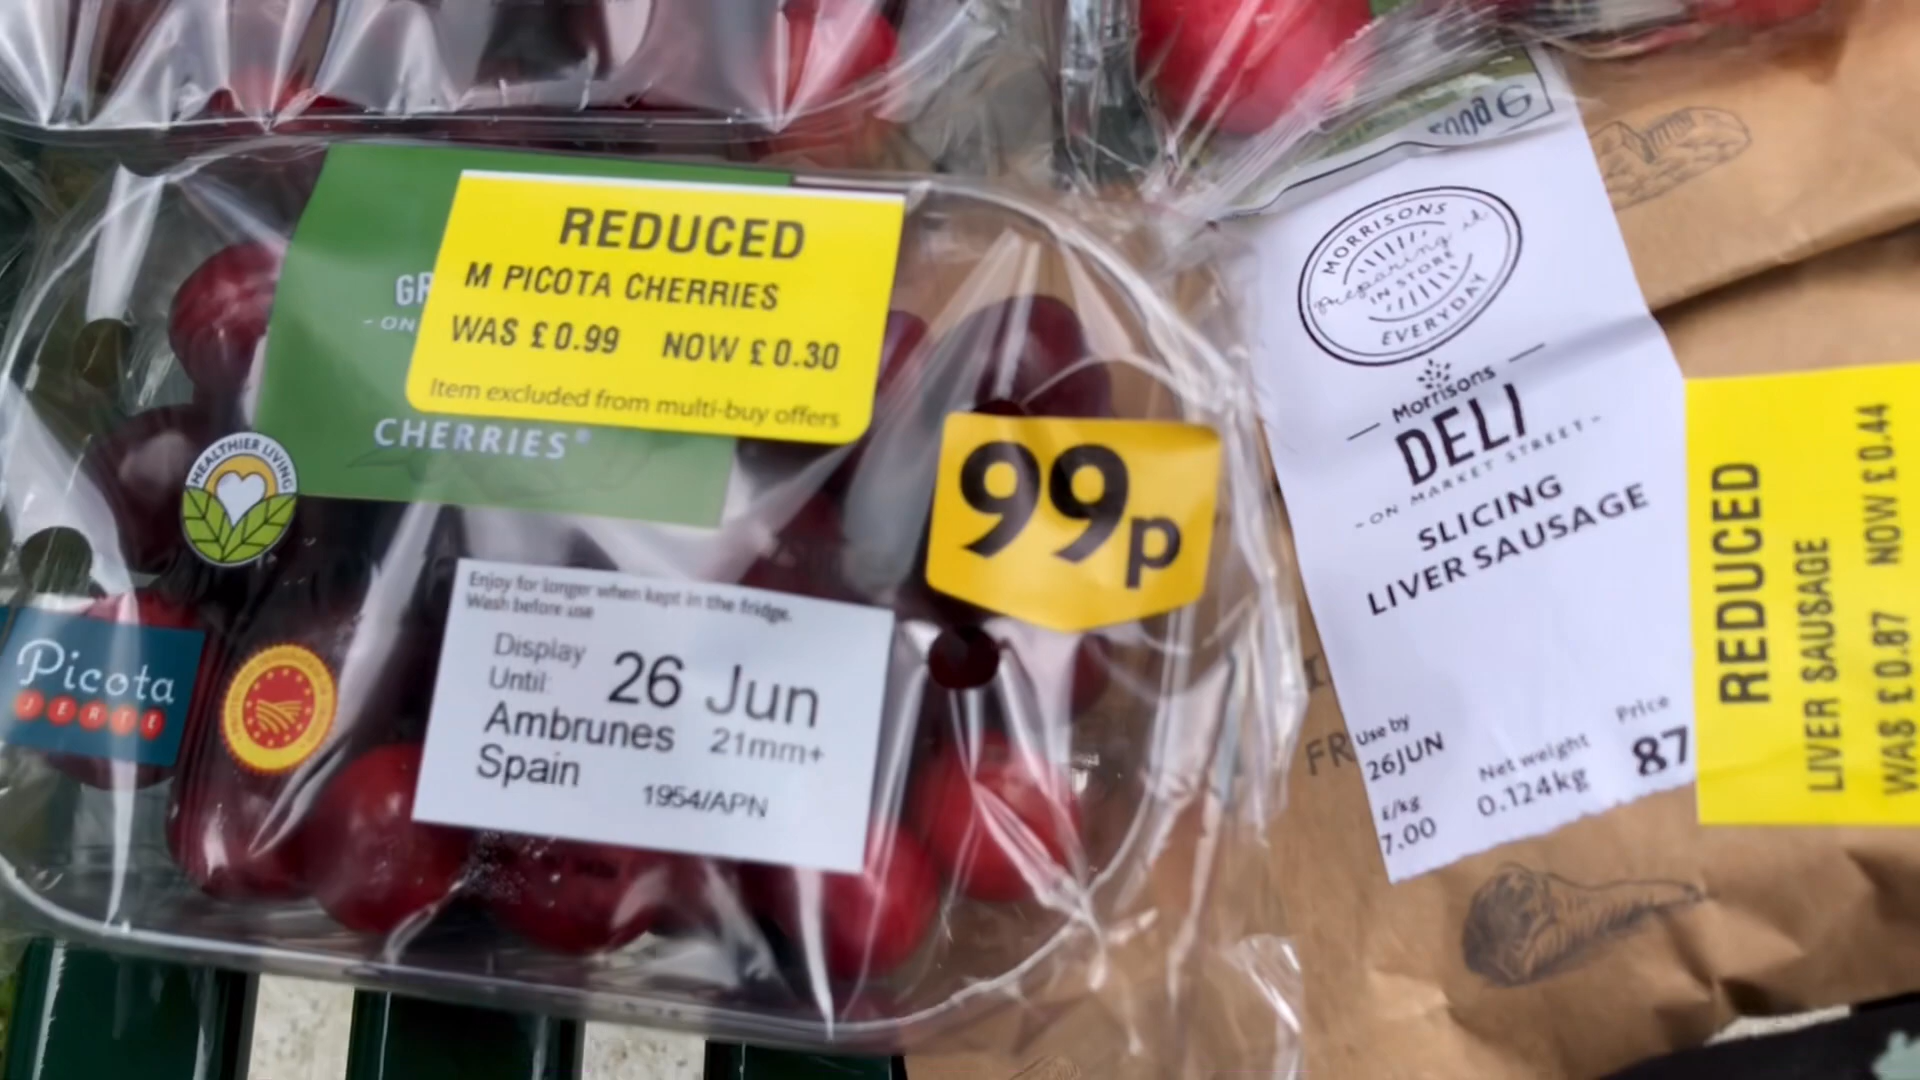 REDUCED
M PICOTA CHERRIES
WAS £0.99 NOW £0.30
Item excluded from multi-buy offers
CHERRIES
HEALTHIER LIVING
99p
Enjoy for longer when kept in the fridge.
Wash before use
Display Until: 26 Jun
Ambrunes 21mm+
Spain 1954/APN
Picota
JERTE
500g
MORRISONS
preparing it
IN STORE
EVERYDAY
Morrisons
DELI
- ON MARKET STREET -
SLICING
LIVER SAUSAGE
Use by
26JUN
Net weight
0.124kg
Price
87
£/kg
7.00
REDUCED
LIVER SAUSAGE
WAS £0.87 NOW £0.44